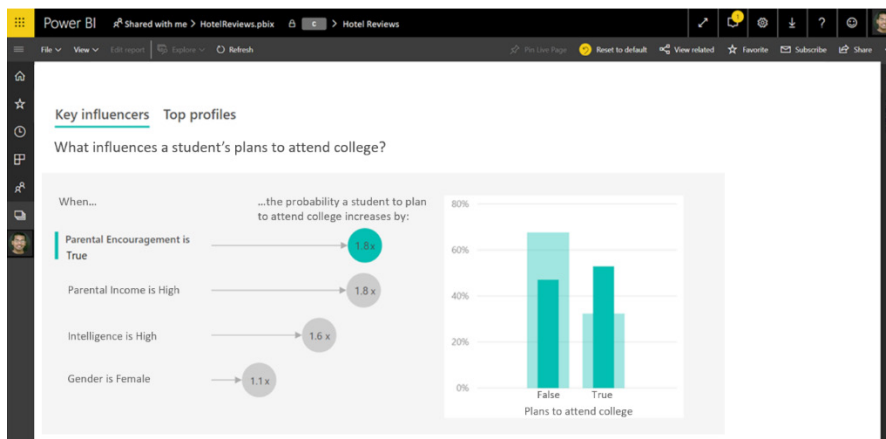 Power BI Shared with me > HotelReviews.pbix C > Hotel Reviews
1
?
File View Edit report Explore Refresh Pin Live Page Reset to default View related Favorite Subscribe Share
Key influencers Top profiles
What influences a student's plans to attend college?
When...
...the probability a student to plan
to attend college increases by:
Parental Encouragement is
True
1.8x
Parental Income is High
1.8 x
Intelligence is High
1.6 x
Gender is Female
1.1x
80%
60%
40%
20%
0%
False True
Plans to attend college